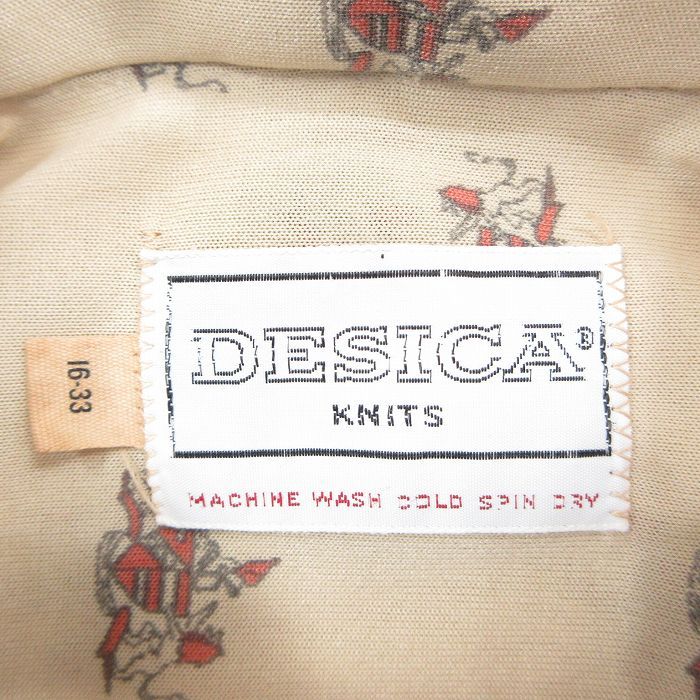 DESICA®
KNITS
MACHINE WASH COLD SPIN DRY
16-33